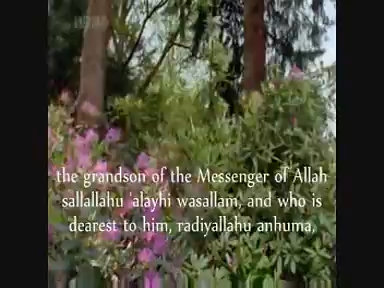 the grandson of the Messenger of Allah
sallallahu 'alayhi wasallam, and who is
dearest to him, radiyallahu anhuma,